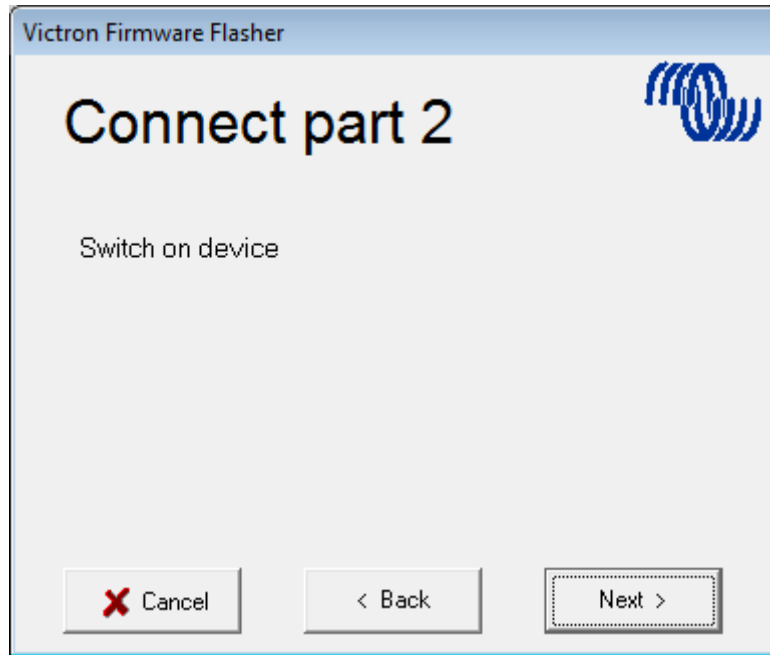 Victron Firmware Flasher
Connect part 2
Switch on device
Cancel
< Back
Next >